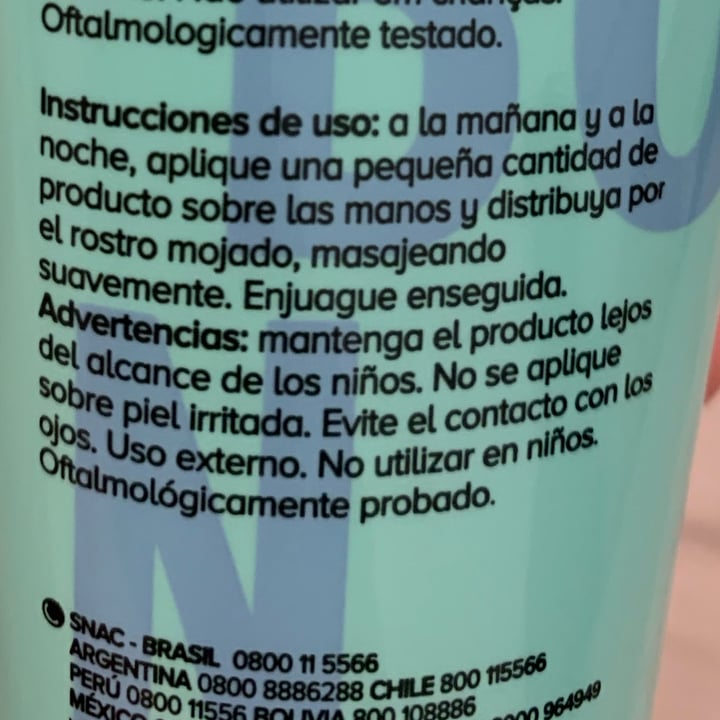 Oftalmologicamente testado.
Instrucciones de uso: a la mañana y a la
noche, aplique una pequeña cantidad de
producto sobre las manos y distribuya por
el rostro mojado, masajeando
suavemente. Enjuague enseguida.
Advertencias: mantenga el producto lejos
del alcance de los niños. No se aplique
sobre piel irritada. Evite el contacto con los
ojos. Uso externo. No utilizar en niños.
Oftalmológicamente probado.
SNAC - BRASIL 0800 11 5566
ARGENTINA 0800 8886288 CHILE 800 115566
PERÚ 0800 11556 BOLIVIA 800 108886
MÉXICO 964949